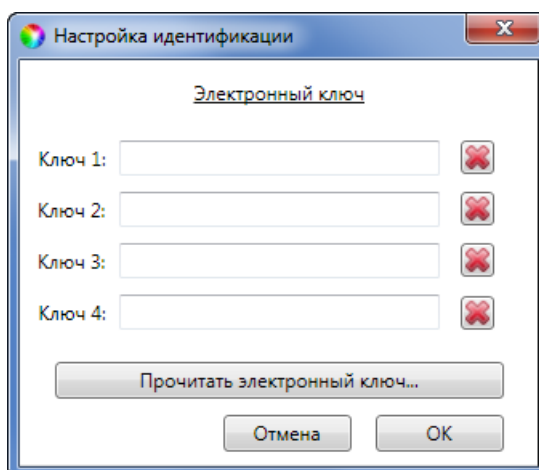 Настройка идентификации
Электронный ключ
Ключ 1:
Ключ 2:
Ключ 3:
Ключ 4:
Прочитать электронный ключ...
Отмена OK